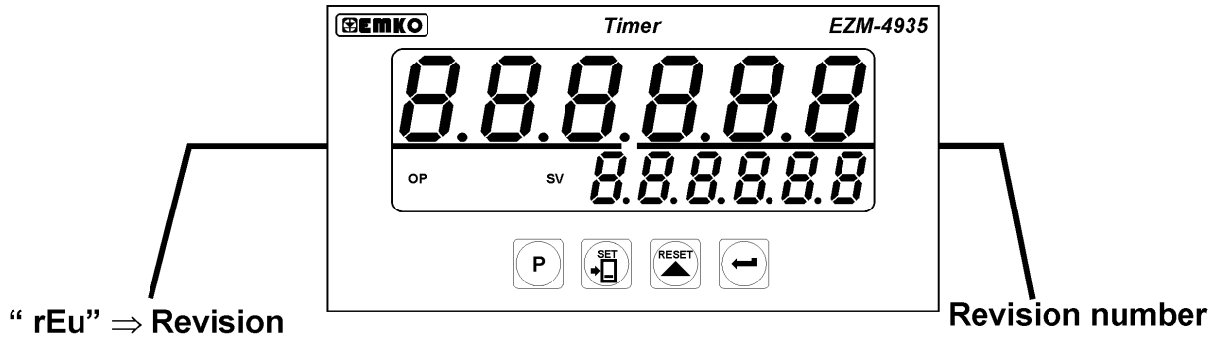 EMKO Timer EZM-4935
8.8.8.8.8.8
OP SV 8.8.8.8.8.8
P SET RESET
“ rEu” ⇒ Revision
Revision number